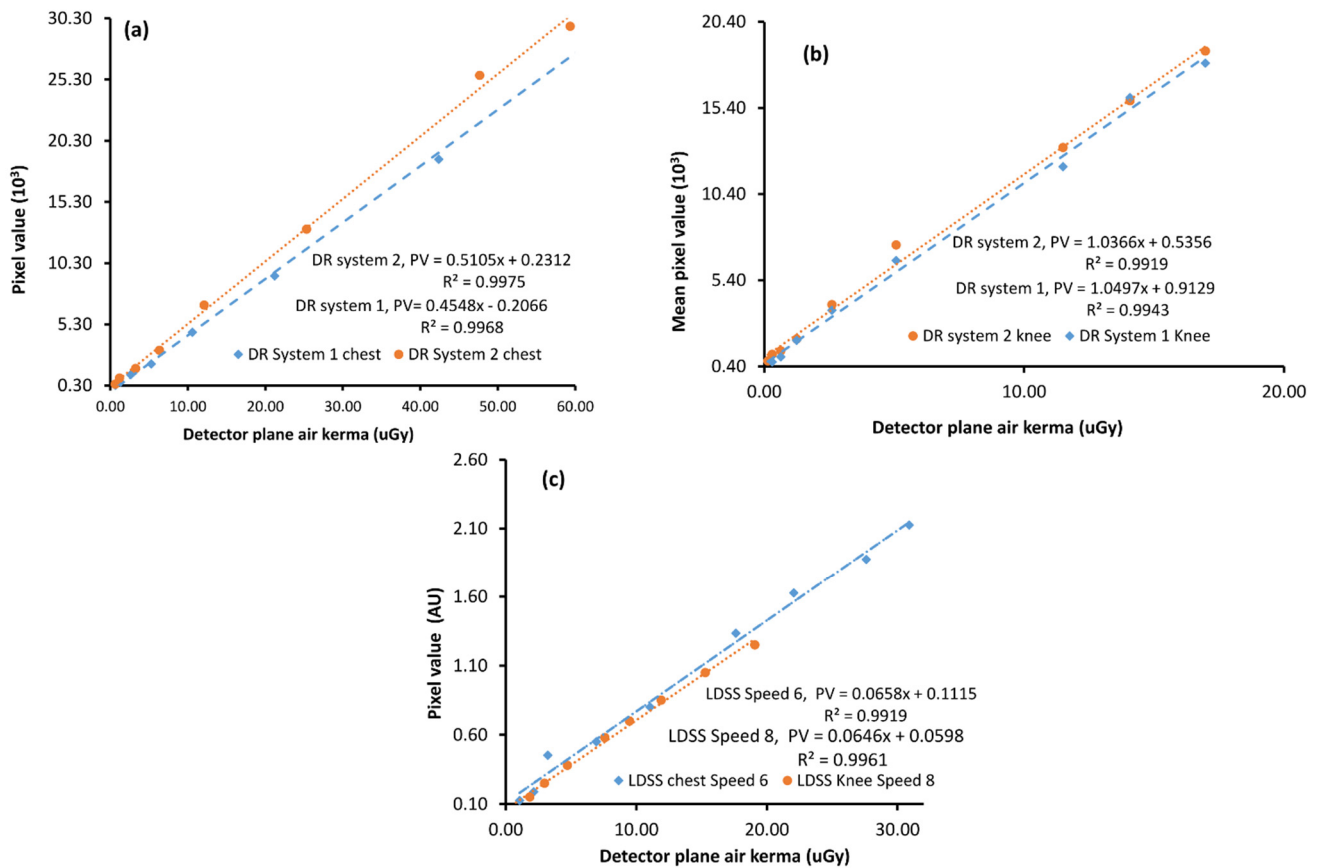 (a)
30.30
25.30
20.30
15.30
10.30
5.30
0.30
Pixel value (10³)
DR system 2, PV = 0.5105x + 0.2312
R² = 0.9975
DR system 1, PV= 0.4548x - 0.2066
R² = 0.9968
DR System 1 chest DR System 2 chest
0.00 10.00 20.00 30.00 40.00 50.00 60.00
Detector plane air kerma (uGy)
(b)
20.40
15.40
10.40
5.40
0.40
Mean pixel value (10³)
DR system 2, PV = 1.0366x + 0.5356
R² = 0.9919
DR system 1, PV = 1.0497x + 0.9129
R² = 0.9943
DR system 2 knee DR System 1 Knee
0.00 10.00 20.00
Detector plane air kerma (uGy)
(c)
2.60
2.10
1.60
1.10
0.60
0.10
Pixel value (AU)
LDSS Speed 6, PV = 0.0658x + 0.1115
R² = 0.9919
LDSS Speed 8, PV = 0.0646x + 0.0598
R² = 0.9961
LDSS chest Speed 6 LDSS Knee Speed 8
0.00 10.00 20.00 30.00
Detector plane air kerma (uGy)